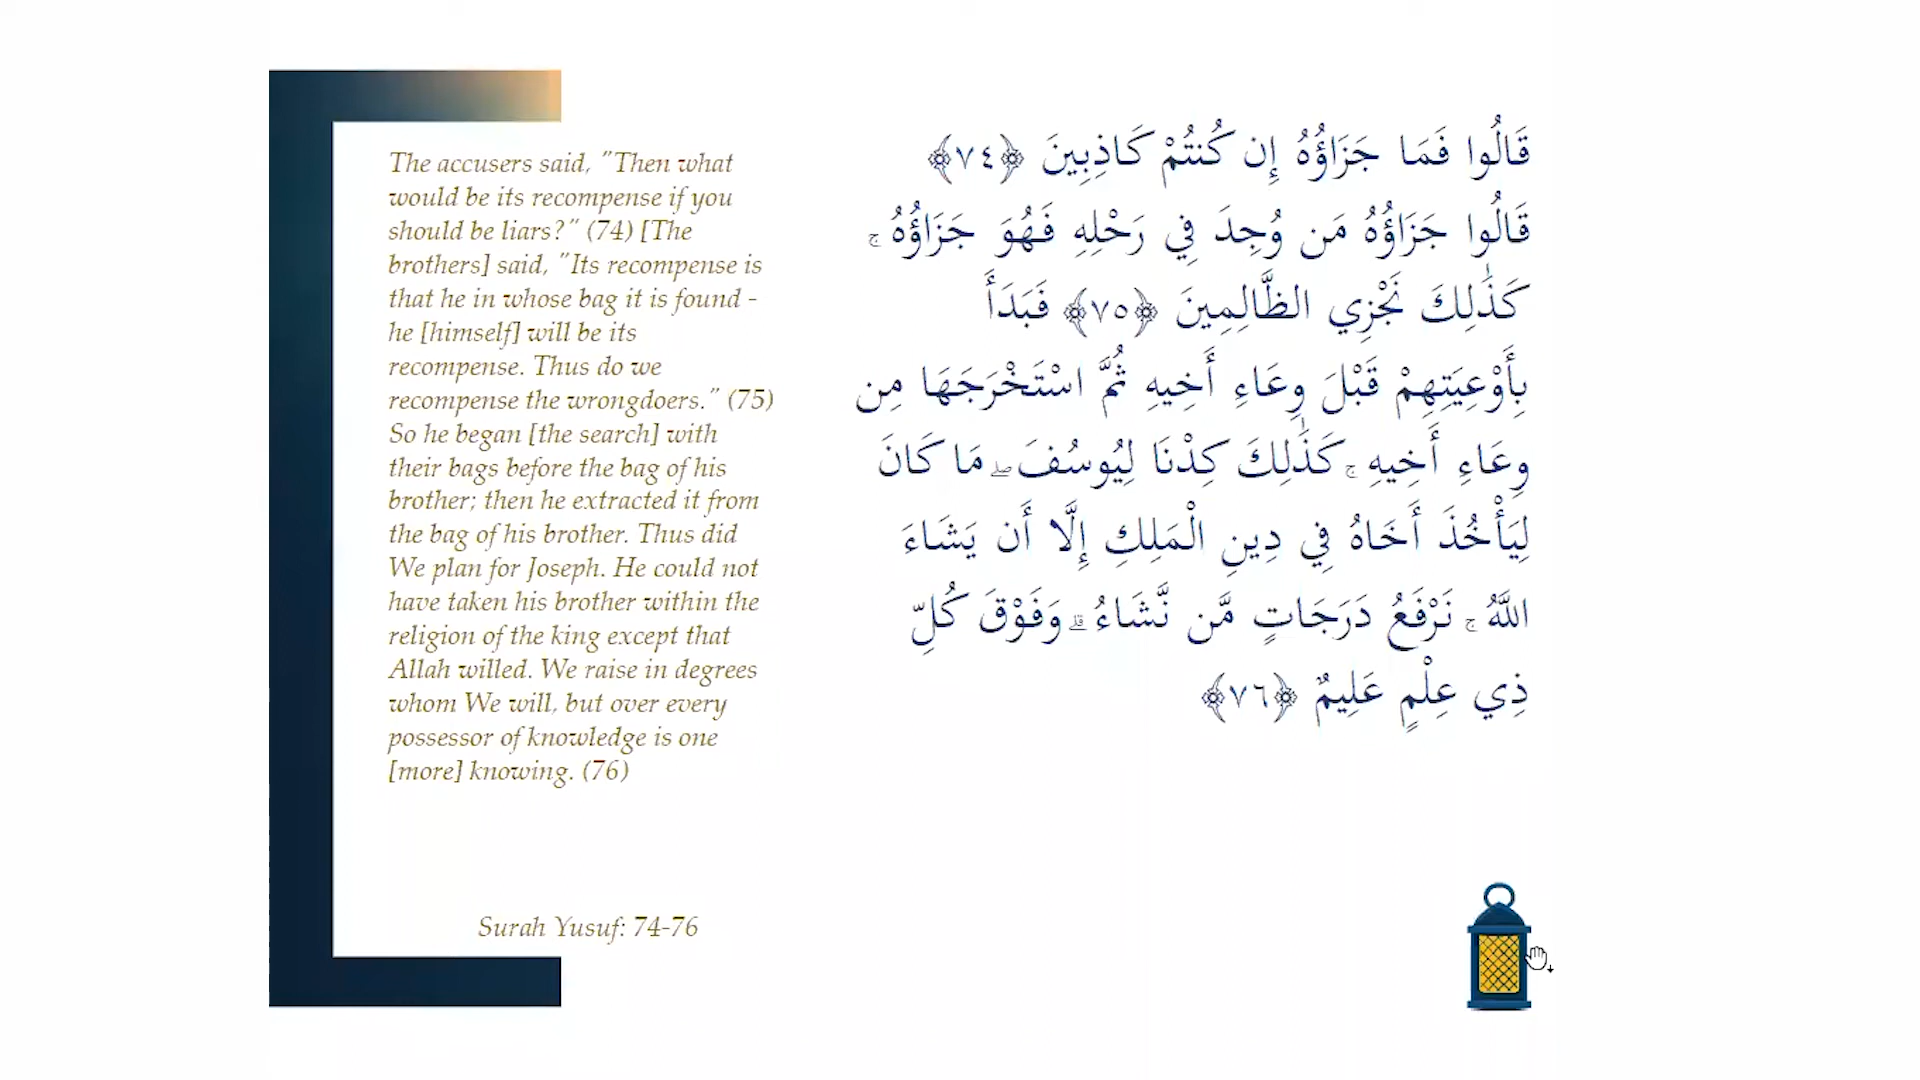 The accusers said, "Then what
would be its recompense if you
should be liars?" (74) [The
brothers] said, "Its recompense is
that he in whose bag it is found -
he [himself] will be its
recompense. Thus do we
recompense the wrongdoers." (75)
So he began [the search] with
their bags before the bag of his
brother; then he extracted it from
the bag of his brother. Thus did
We plan for Joseph. He could not
have taken his brother within the
religion of the king except that
Allah willed. We raise in degrees
whom We will, but over every
possessor of knowledge is one
[more] knowing. (76)
Surah Yusuf: 74-76
قَالُوا فَمَا جَزَاؤُهُ إِن كُنتُمْ كَاذِبِينَ ﴿٧٤﴾
قَالُوا جَزَاؤُهُ مَن وُجِدَ فِي رَحْلِهِ فَهُوَ جَزَاؤُهُ ۚ
كَذَٰلِكَ نَجْزِي الظَّالِمِينَ ﴿٧٥﴾ فَبَدَأَ
بِأَوْعِيَتِهِمْ قَبْلَ وِعَاءِ أَخِيهِ ثُمَّ اسْتَخْرَجَهَا مِن
وِعَاءِ أَخِيهِ ۚ كَذَٰلِكَ كِدْنَا لِيُوسُفَ ۖ مَا كَانَ
لِيَأْخُذَ أَخَاهُ فِي دِينِ الْمَلِكِ إِلَّا أَن يَشَاءَ
اللَّهُ ۚ نَرْفَعُ دَرَجَاتٍ مَّن نَّشَاءُ ۗ وَفَوْقَ كُلِّ
ذِي عِلْمٍ عَلِيمٌ ﴿٧٦﴾